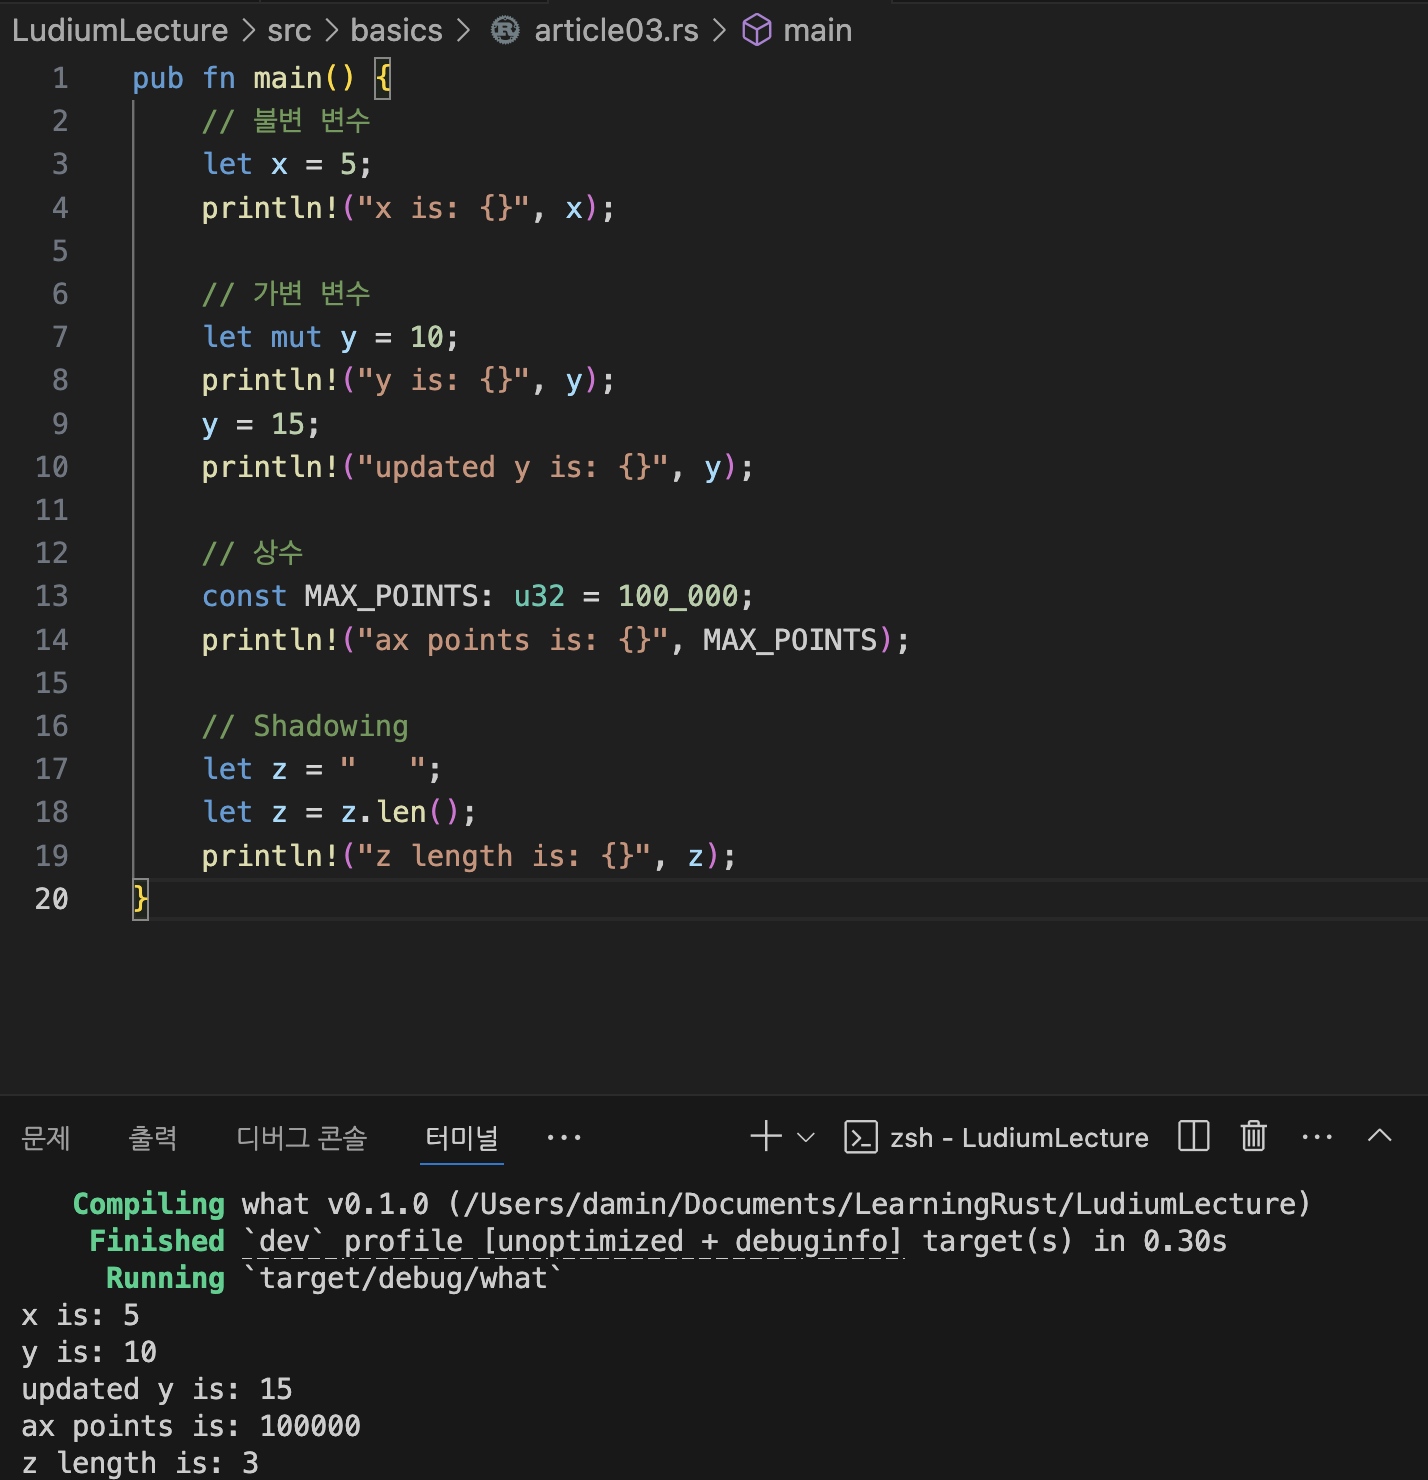 LudiumLecture > src > basics > article03.rs > main
1 pub fn main() {
2     // 불변 변수
3     let x = 5;
4     println!("x is: {}", x);
5
6     // 가변 변수
7     let mut y = 10;
8     println!("y is: {}", y);
9     y = 15;
10     println!("updated y is: {}", y);
11
12     // 상수
13     const MAX_POINTS: u32 = 100_000;
14     println!("ax points is: {}", MAX_POINTS);
15
16     // Shadowing
17     let z = "   ";
18     let z = z.len();
19     println!("z length is: {}", z);
20 }
문제 출력 디버그 콘솔 터미널 ··· zsh - LudiumLecture ···
   Compiling what v0.1.0 (/Users/damin/Documents/LearningRust/LudiumLecture)
    Finished `dev` profile [unoptimized + debuginfo] target(s) in 0.30s
     Running `target/debug/what`
x is: 5
y is: 10
updated y is: 15
ax points is: 100000
z length is: 3